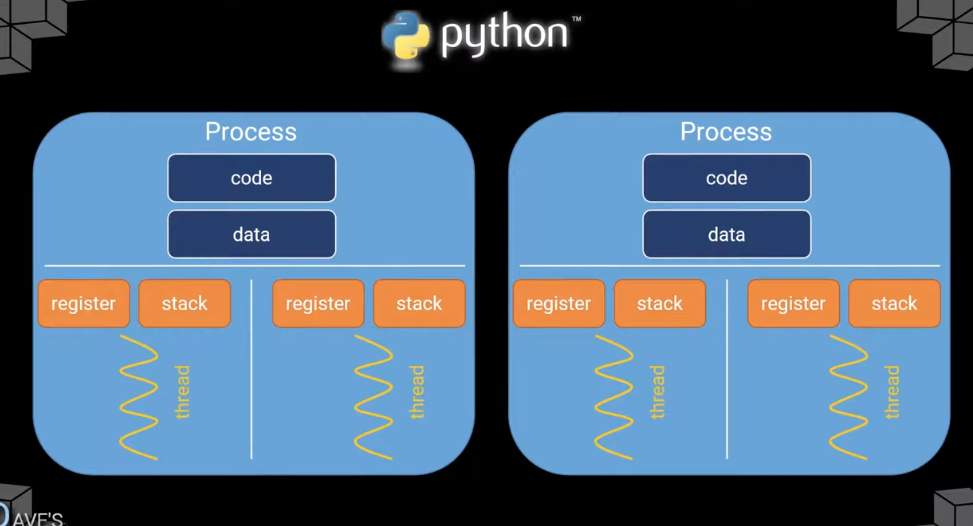 python™
Process
code
data
register stack register stack
thread thread
Process
code
data
register stack register stack
thread thread
AVE'S